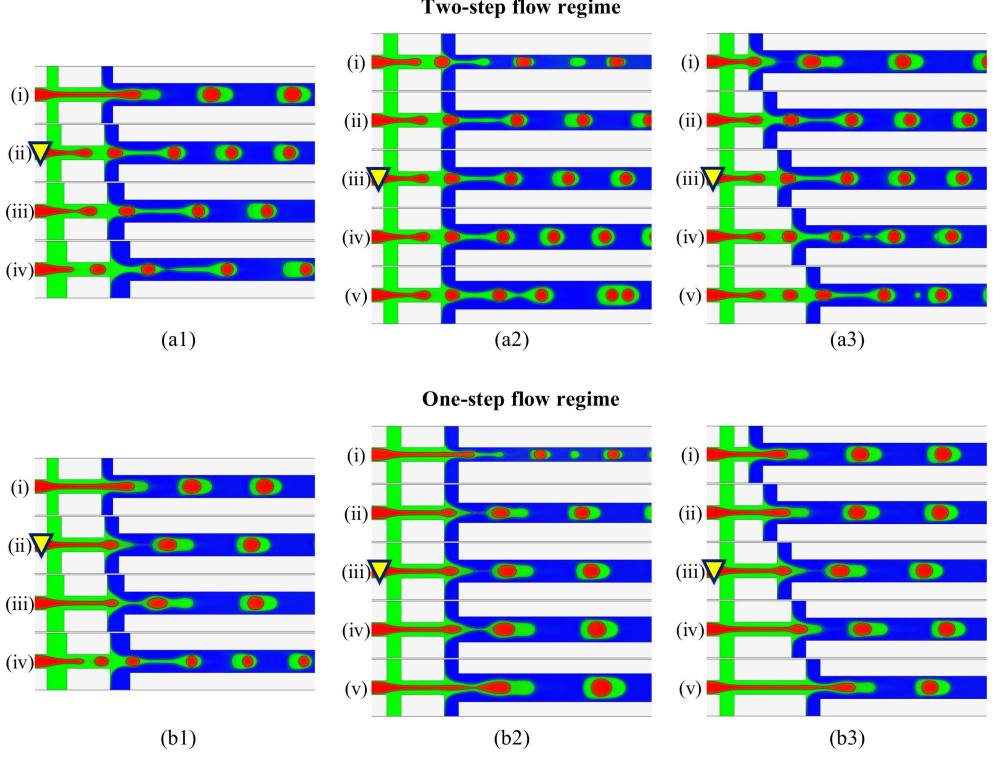 Two-step flow regime
(i)
(ii)
(iii)
(iv)
(a1)
(i)
(ii)
(iii)
(iv)
(v)
(a2)
(i)
(ii)
(iii)
(iv)
(v)
(a3)
One-step flow regime
(i)
(ii)
(iii)
(iv)
(b1)
(i)
(ii)
(iii)
(iv)
(v)
(b2)
(i)
(ii)
(iii)
(iv)
(v)
(b3)